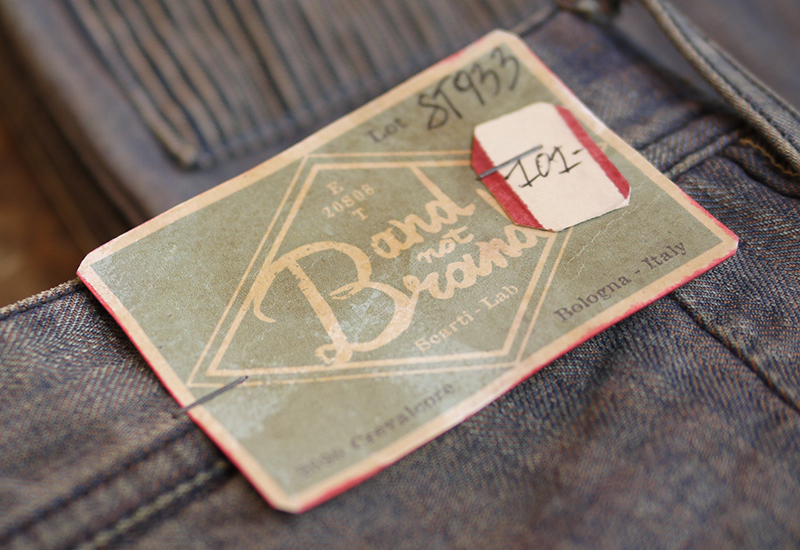 Lot ST933
101-
E
20808
T
Band
not
Brand
Scarti-Lab
Bologna - Italy
Crevalcore